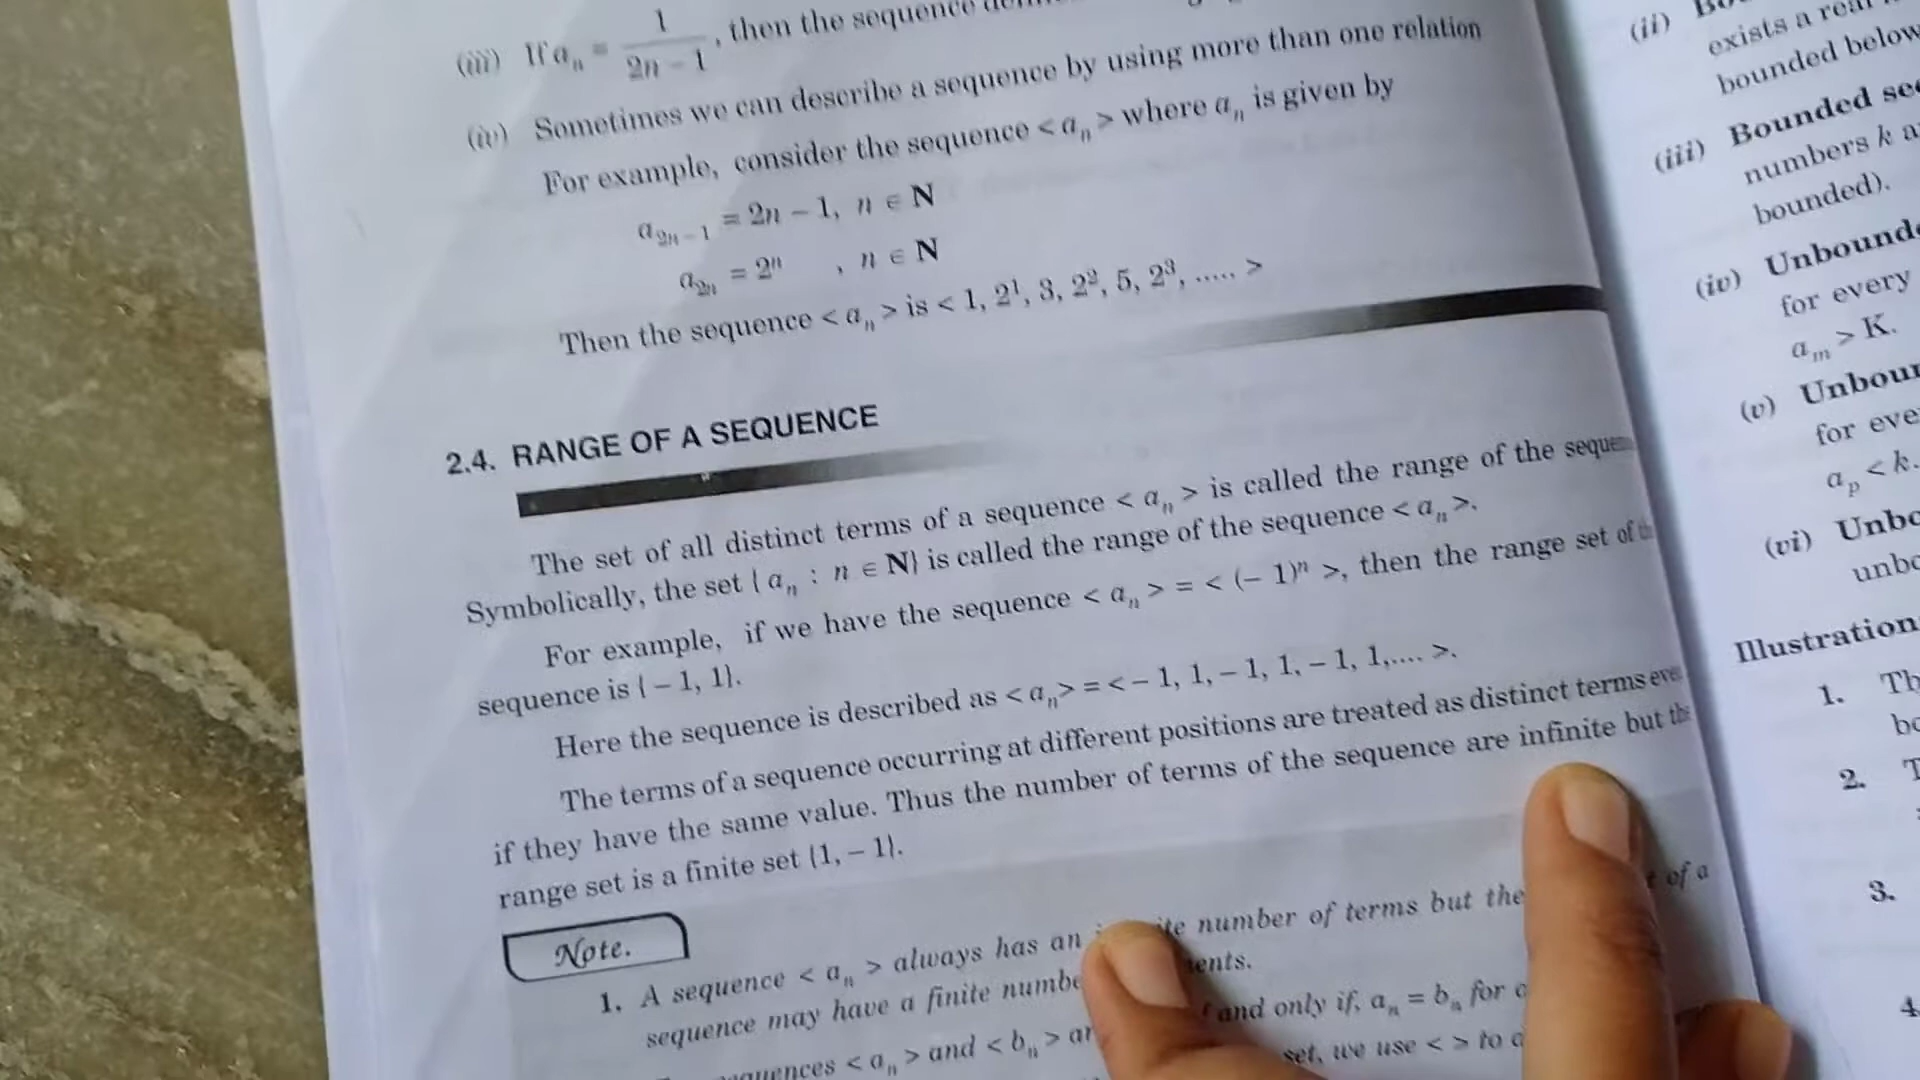 (iii) If aₙ = 1/(2n − 1), then the sequence
(iv) Sometimes we can describe a sequence by using more than one relation
For example, consider the sequence < aₙ > where aₙ is given by
a₂ₙ₋₁ = 2n − 1, n ∈ N
a₂ₙ = 2ⁿ , n ∈ N
Then the sequence < aₙ > is < 1, 2¹, 3, 2², 5, 2³, ..... >
2.4. RANGE OF A SEQUENCE
The set of all distinct terms of a sequence < aₙ > is called the range of the
Symbolically, the set { aₙ : n ∈ N} is called the range of the sequence < aₙ >.
For example, if we have the sequence < aₙ > = < (− 1)ⁿ >, then the range set of
sequence is {− 1, 1}.
Here the sequence is described as < aₙ> = < − 1, 1, − 1, 1, − 1, 1,.... >.
The terms of a sequence occurring at different positions are treated as distinct terms
if they have the same value. Thus the number of terms of the sequence are infinite but
range set is a finite set {1, − 1}.
Note.
1. A sequence < aₙ > always has an number of terms but the of a
sequence may have a finite
< aₙ > and < bₙ > and only if, aₙ = bₙ for
set, we use < > to
(ii)
exists a
bounded below
(iii) Bounded
numbers k
bounded).
(iv)
for every
aₘ > K.
(v)
for
aₚ < k.
(vi)
Illustration
1.
2.
3.
4.